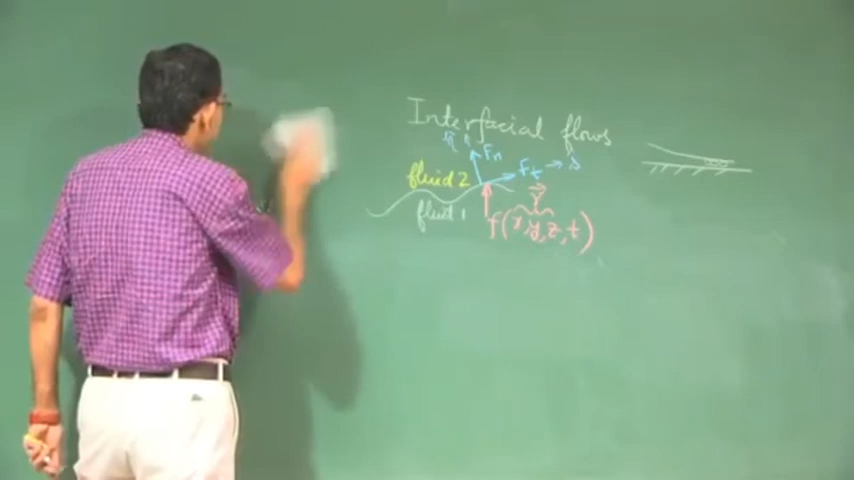 Interfacial flows
n Fn
fluid 2 Ft → s
fluid 1 r⃗
f(x,y,z,t)